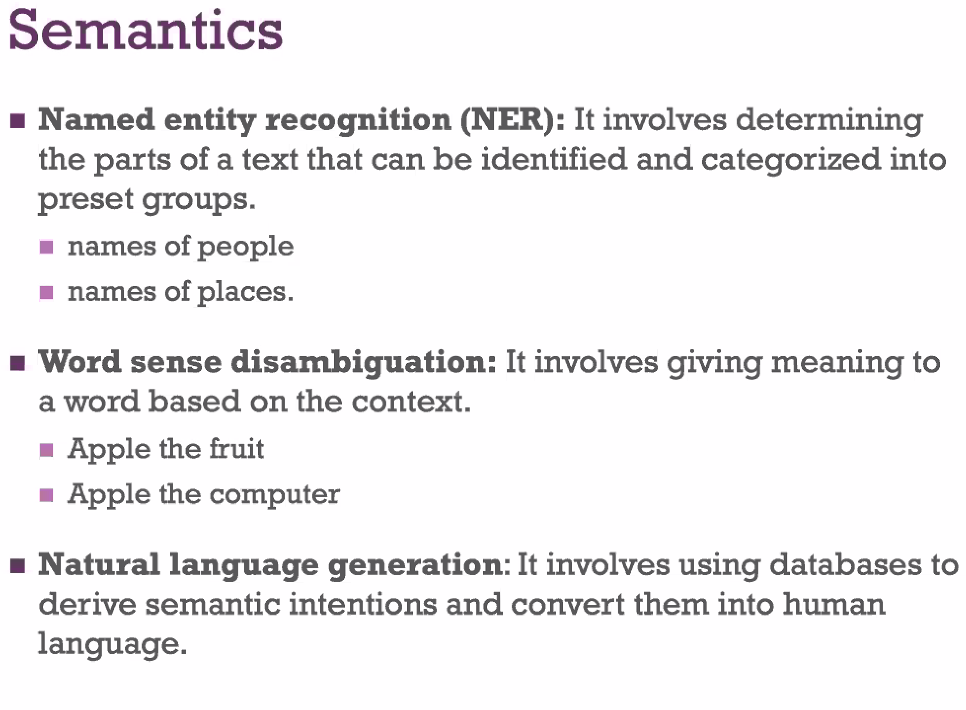 Semantics
Named entity recognition (NER): It involves determining
the parts of a text that can be identified and categorized into
preset groups.
names of people
names of places.
Word sense disambiguation: It involves giving meaning to
a word based on the context.
Apple the fruit
Apple the computer
Natural language generation: It involves using databases to
derive semantic intentions and convert them into human
language.